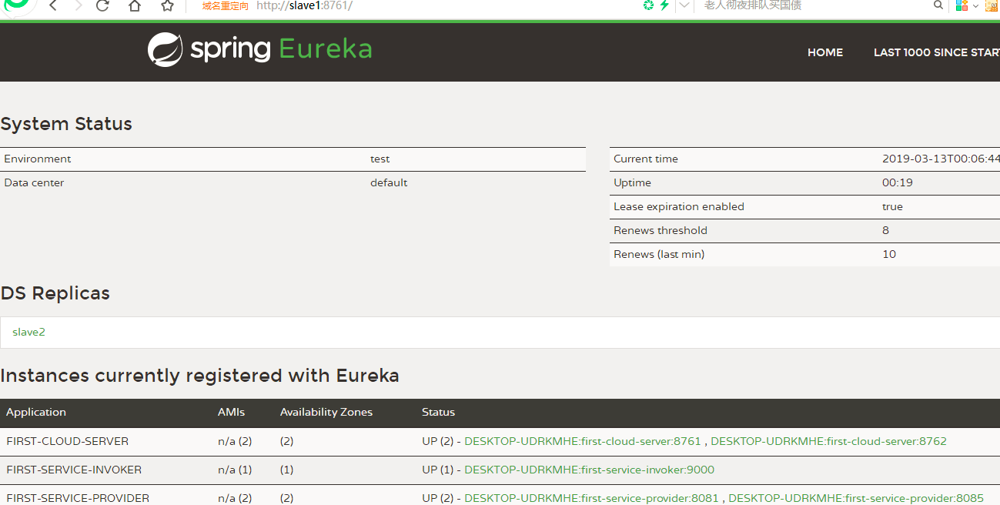 域名重定向 http://slave1:8761/ 老人彻夜排队买国债
spring Eureka HOME LAST 1000 SINCE START
System Status
Environment test Current time 2019-03-13T00:06:44
Data center default Uptime 00:19
Lease expiration enabled true
Renews threshold 8
Renews (last min) 10
DS Replicas
slave2
Instances currently registered with Eureka
Application AMIs Availability Zones Status
FIRST-CLOUD-SERVER n/a (2) (2) UP (2) - DESKTOP-UDRKMHE:first-cloud-server:8761 , DESKTOP-UDRKMHE:first-cloud-server:8762
FIRST-SERVICE-INVOKER n/a (1) (1) UP (1) - DESKTOP-UDRKMHE:first-service-invoker:9000
FIRST-SERVICE-PROVIDER n/a (2) (2) UP (2) - DESKTOP-UDRKMHE:first-service-provider:8081 , DESKTOP-UDRKMHE:first-service-provider:8085